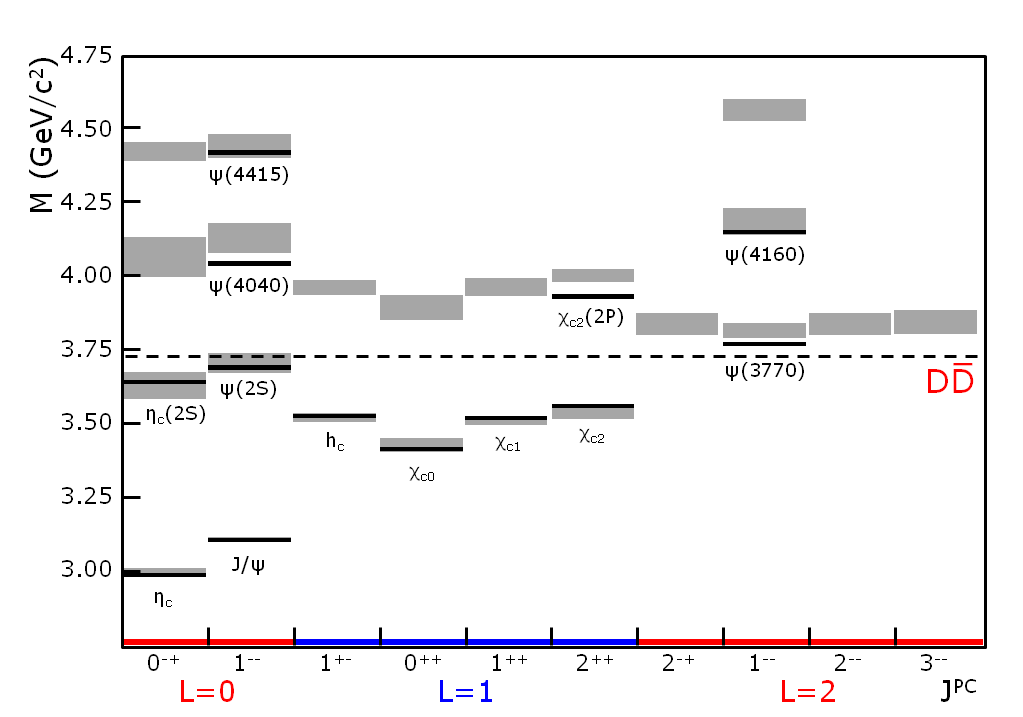 M (GeV/c²)
4.75
4.50
4.25
4.00
3.75
3.50
3.25
3.00
ψ(4415)
ψ(4040)
ψ(4160)
χc2(2P)
ψ(3770)
DD̅
ηc(2S)
ψ(2S)
hc
χc0
χc1
χc2
J/ψ
ηc
0⁻⁺ 1⁻⁻ 1⁺⁻ 0⁺⁺ 1⁺⁺ 2⁺⁺ 2⁻⁺ 1⁻⁻ 2⁻⁻ 3⁻⁻
L=0 L=1 L=2 Jᴾᶜ